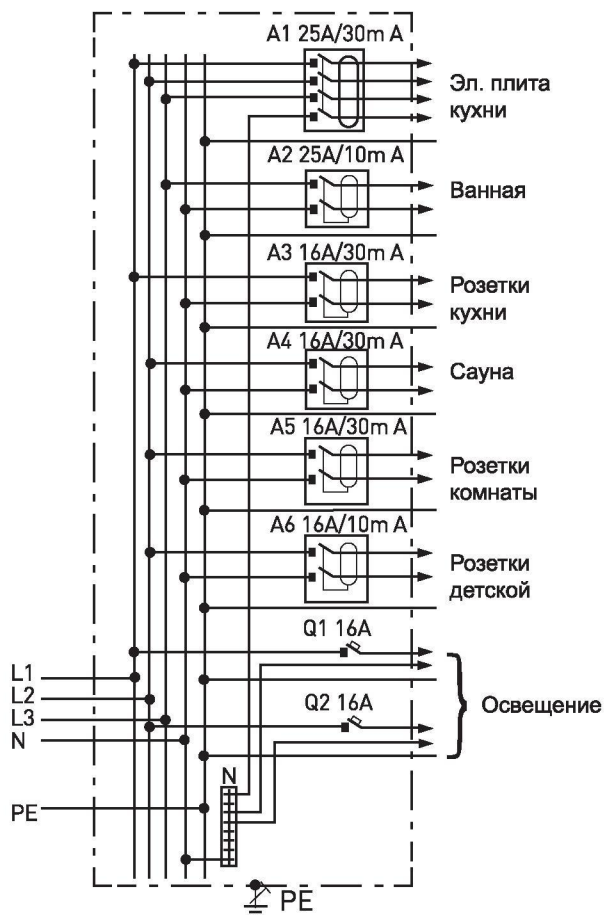 A1 25A/30m A
Эл. плита
кухни
A2 25A/10m A
Ванная
A3 16A/30m A
Розетки
кухни
A4 16A/30m A
Сауна
A5 16A/30m A
Розетки
комнаты
A6 16A/10m A
Розетки
детской
Q1 16A
L1
L2
L3
N
Q2 16A
Освещение
N
PE
PE